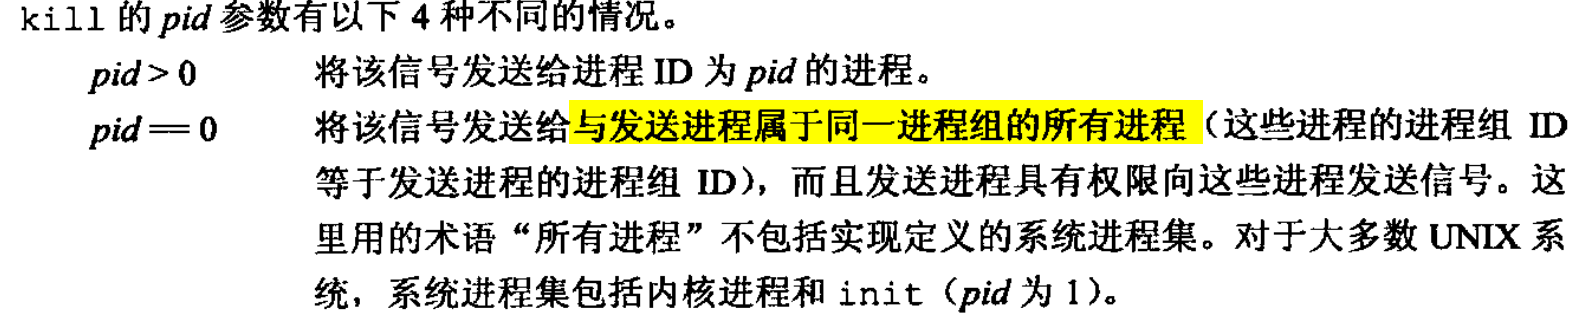 kill 的 pid 参数有以下 4 种不同的情况。
pid > 0 将该信号发送给进程 ID 为 pid 的进程。
pid == 0 将该信号发送给与发送进程属于同一进程组的所有进程（这些进程的进程组 ID
等于发送进程的进程组 ID），而且发送进程具有权限向这些进程发送信号。这
里用的术语“所有进程”不包括实现定义的系统进程集。对于大多数 UNIX 系
统，系统进程集包括内核进程和 init（pid 为 1）。